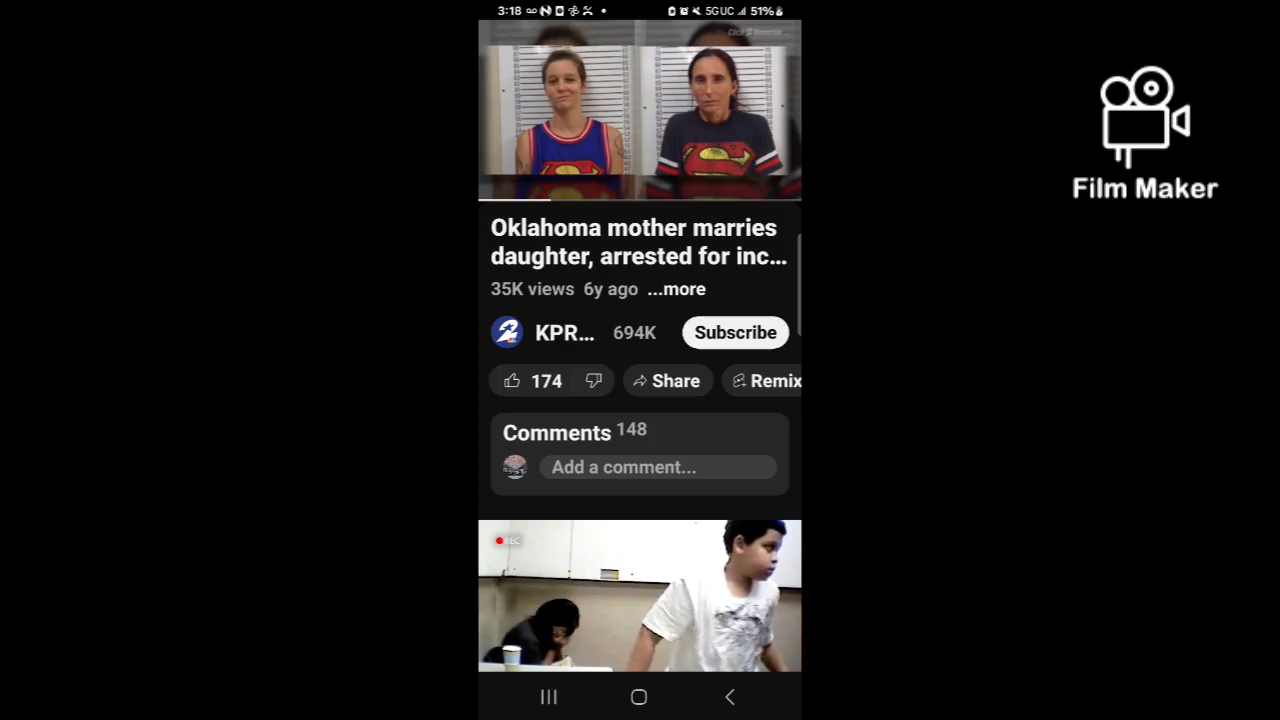 3:18
5GUC
51%
Oklahoma mother marries
daughter, arrested for inc...
35K views 6y ago ...more
KPR... 694K Subscribe
174 Share Remix
Comments 148
Add a comment...
REC
Film Maker